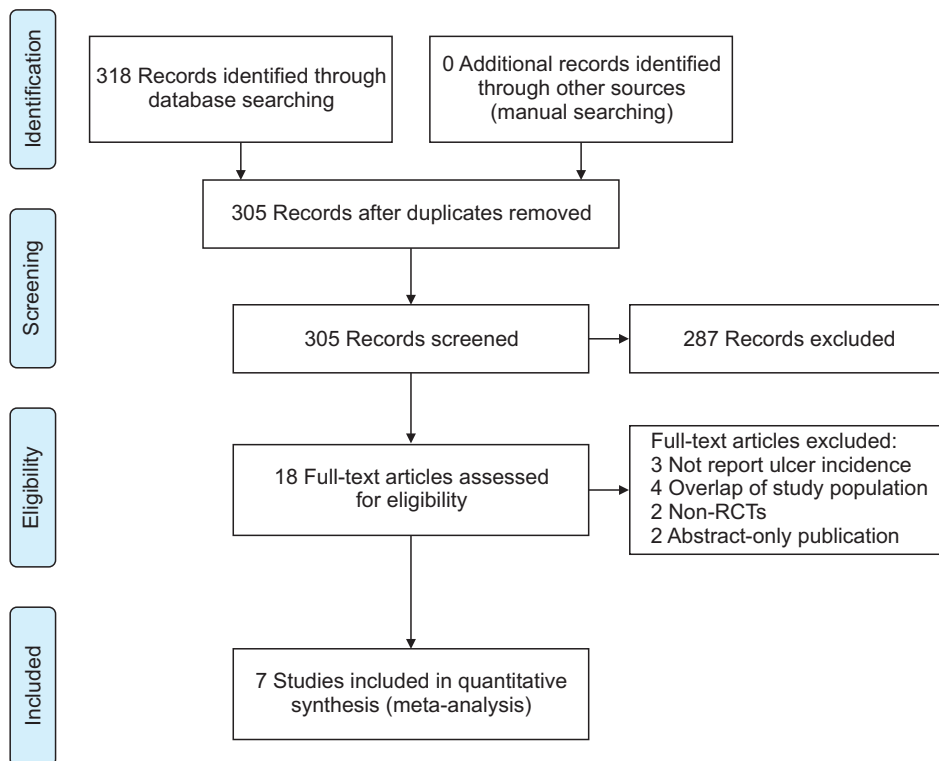 Identification
318 Records identified through
database searching
0 Additional records identified
through other sources
(manual searching)
305 Records after duplicates removed
Screening
305 Records screened
287 Records excluded
Eligibility
18 Full-text articles assessed
for eligibility
Full-text articles excluded:
3 Not report ulcer incidence
4 Overlap of study population
2 Non-RCTs
2 Abstract-only publication
Included
7 Studies included in quantitative
synthesis (meta-analysis)